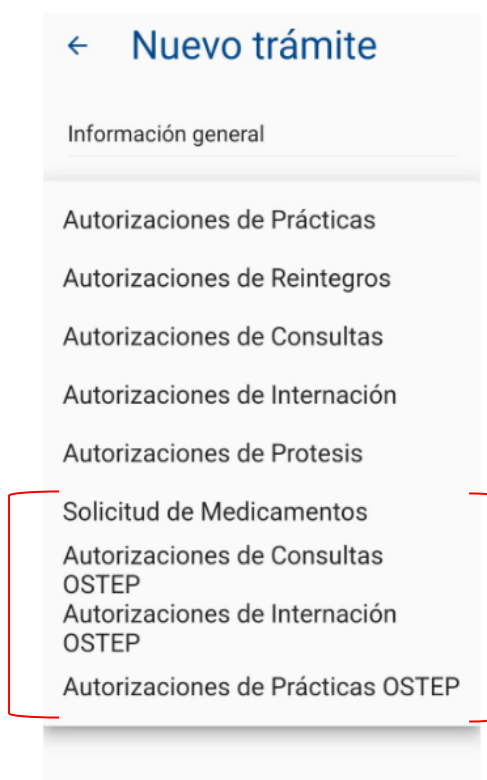 Nuevo trámite
Información general
Autorizaciones de Prácticas
Autorizaciones de Reintegros
Autorizaciones de Consultas
Autorizaciones de Internación
Autorizaciones de Protesis
Solicitud de Medicamentos
Autorizaciones de Consultas
OSTEP
Autorizaciones de Internación
OSTEP
Autorizaciones de Prácticas OSTEP